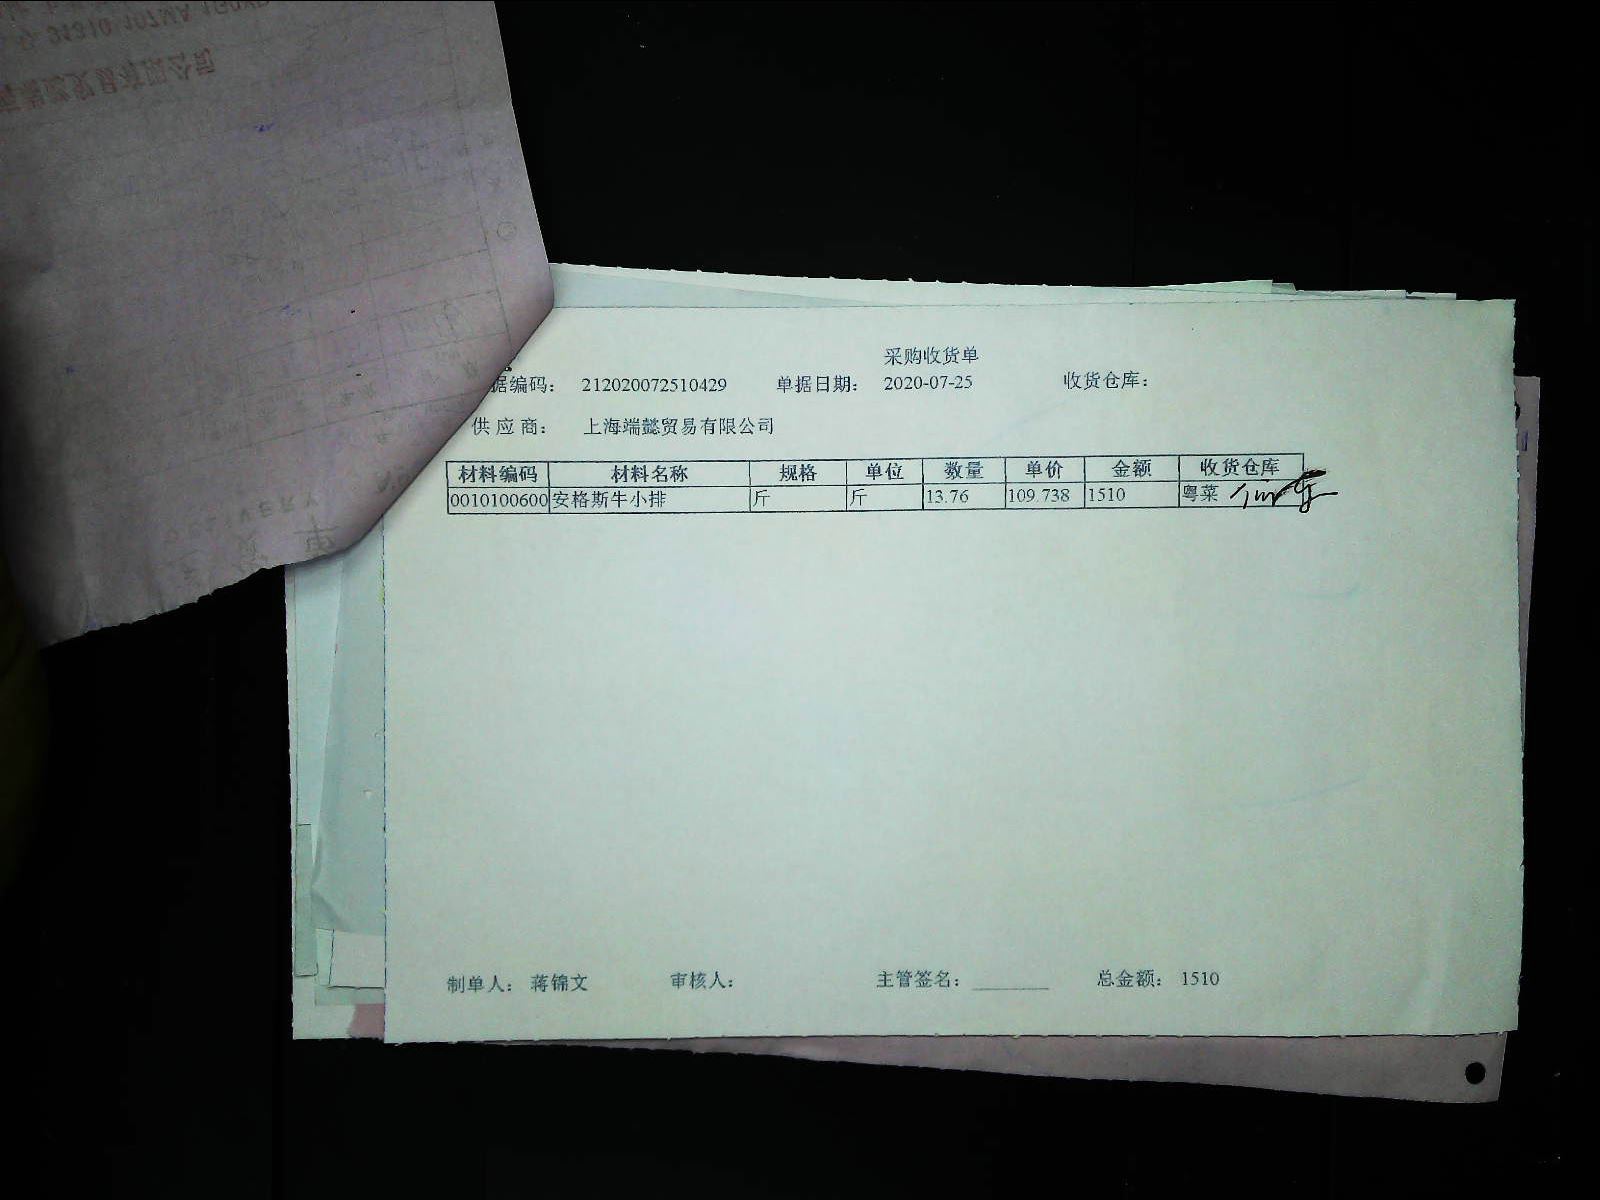 采购收货单
据编码： 212020072510429 单据日期： 2020-07-25 收货仓库：
供应商： 上海端懿贸易有限公司
材料编码 材料名称 规格 单位 数量 单价 金额 收货仓库
0010100600 安格斯牛小排 斤 斤 13.76 109.738 1510 粤菜
制单人： 蒋锦文 审核人： 主管签名： 总金额： 1510